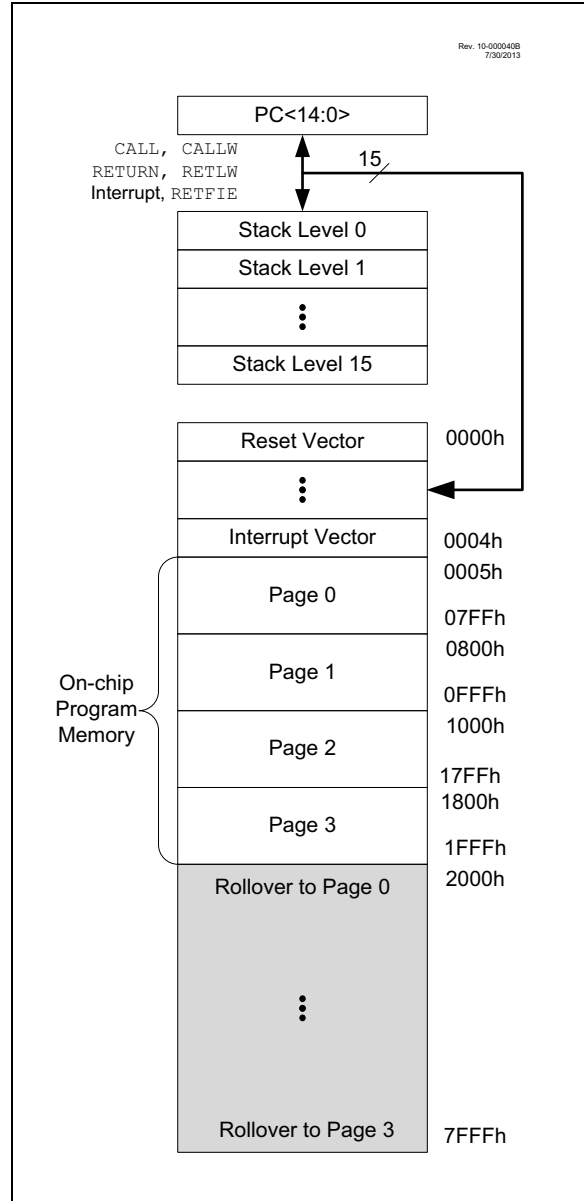 Rev. 10-000040B
7/30/2013
PC<14:0>
CALL, CALLW
RETURN, RETLW
Interrupt, RETFIE
15
Stack Level 0
Stack Level 1
Stack Level 15
Reset Vector
0000h
Interrupt Vector
0004h
0005h
Page 0
07FFh
0800h
Page 1
0FFFh
On-chip
Program
Memory
1000h
Page 2
17FFh
1800h
Page 3
1FFFh
Rollover to Page 0
2000h
Rollover to Page 3
7FFFh